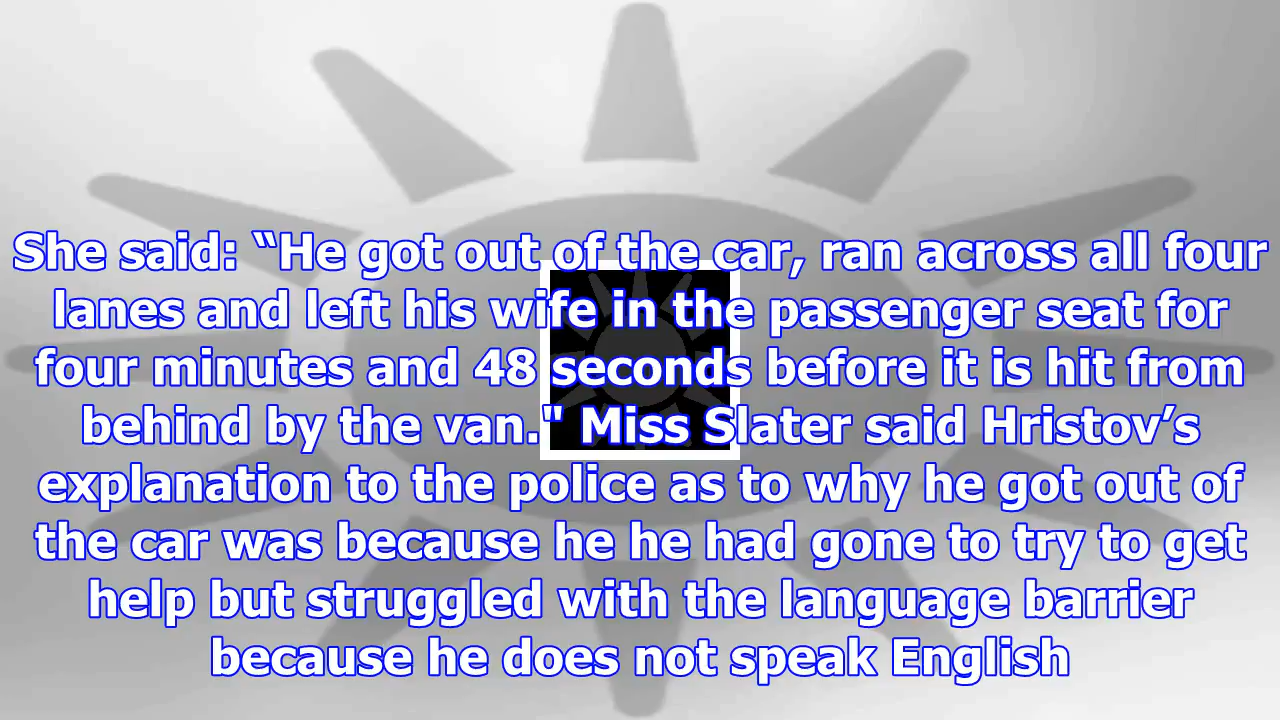 She said: “He got out of the car, ran across all four
lanes and left his wife in the passenger seat for
four minutes and 48 seconds before it is hit from
behind by the van." Miss Slater said Hristov’s
explanation to the police as to why he got out of
the car was because he he had gone to try to get
help but struggled with the language barrier
because he does not speak English